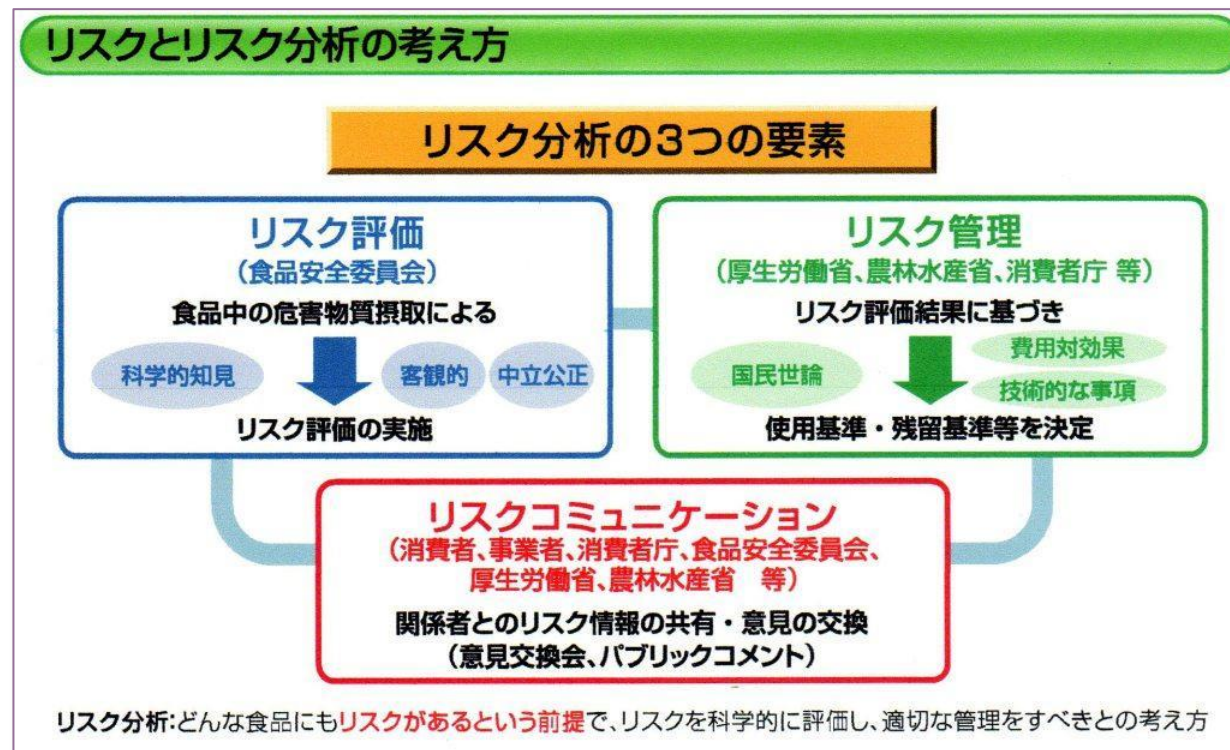 リスクとリスク分析の考え方
リスク分析の3つの要素
リスク評価
（食品安全委員会）
食品中の危害物質摂取による
科学的知見
客観的
中立公正
リスク評価の実施
リスク管理
（厚生労働省、農林水産省、消費者庁 等）
リスク評価結果に基づき
国民世論
費用対効果
技術的な事項
使用基準・残留基準等を決定
リスクコミュニケーション
（消費者、事業者、消費者庁、食品安全委員会、
厚生労働省、農林水産省　等）
関係者とのリスク情報の共有・意見の交換
（意見交換会、パブリックコメント）
リスク分析:どんな食品にもリスクがあるという前提で、リスクを科学的に評価し、適切な管理をすべきとの考え方